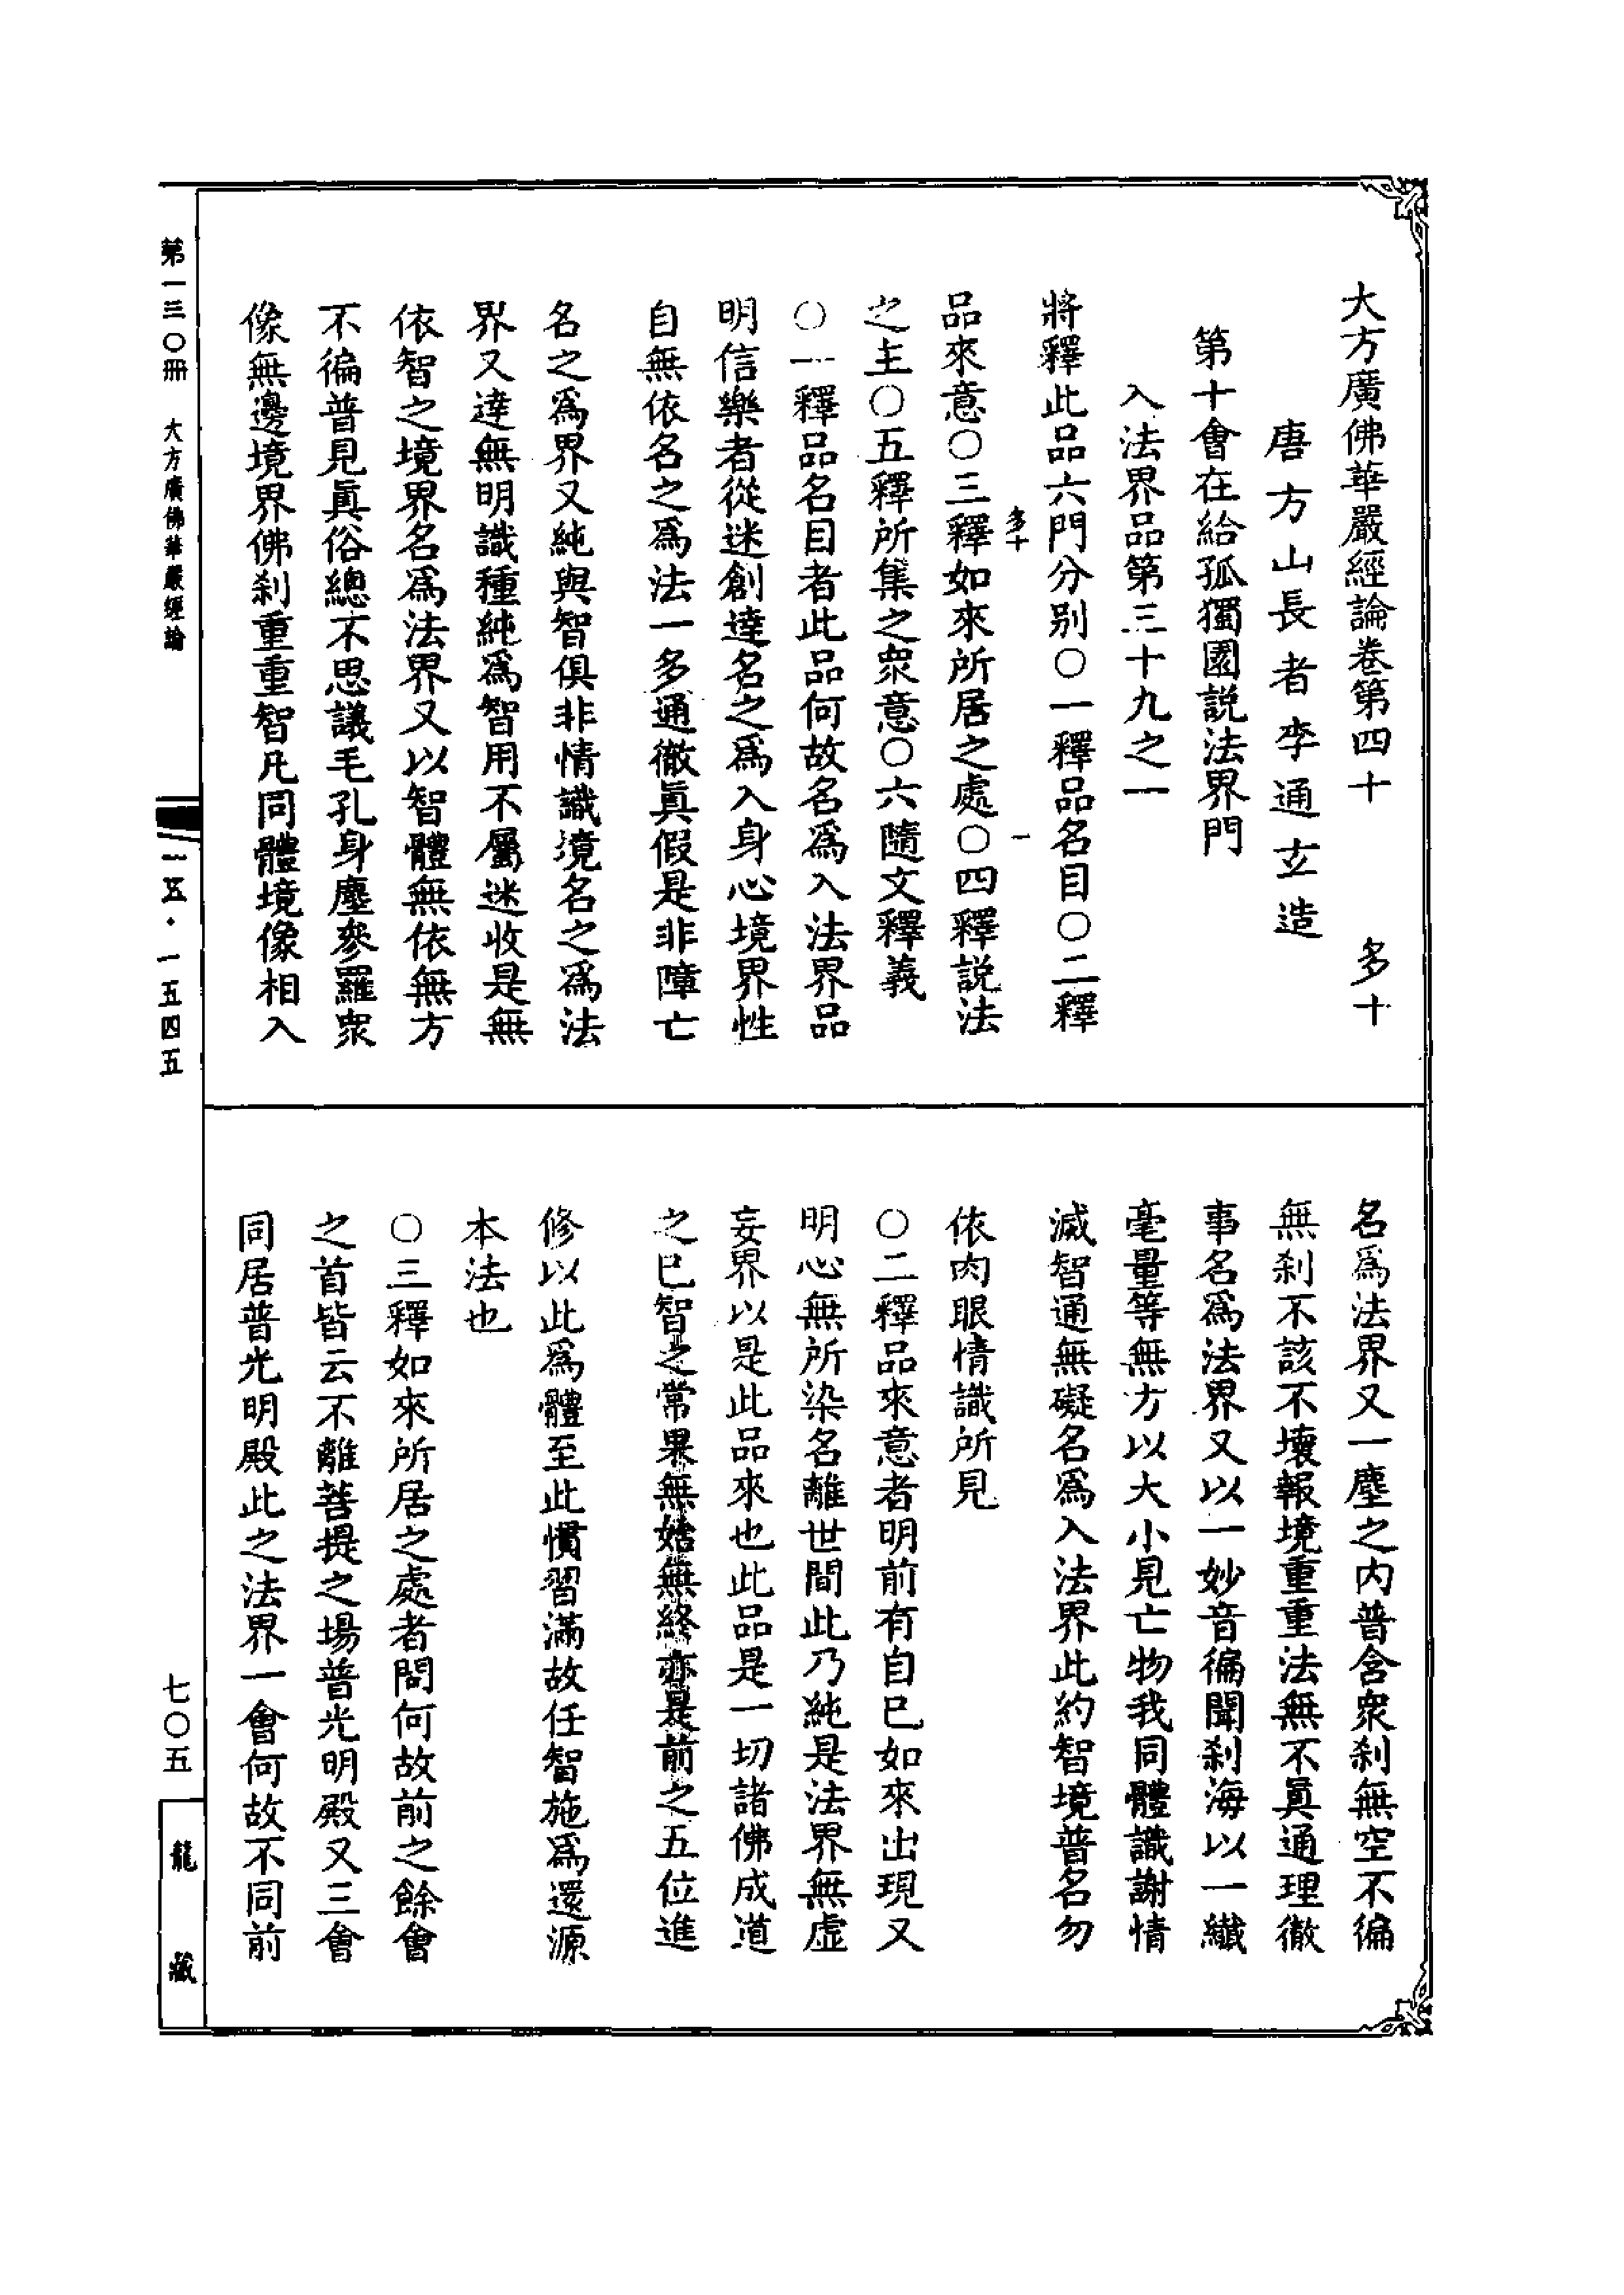 大方廣佛華嚴經論卷第四十　多十
唐方山長者李通玄造
第十會在給孤獨園說法界門
入法界品第三十九之一
將釋此品六門分別○一釋品名目○二釋
多十　一
品來意○三釋如來所居之處○四釋說法
之主○五釋所集之衆意○六隨文釋義
○一釋品名目者此品何故名爲入法界品
明信樂者從迷創達名之爲入身心境界性
自無依名之爲法一多通徹眞假是非障亡
名之爲界又純與智俱非情識境名之爲法
界又達無明識種純爲智用不屬迷收是無
依智之境界名爲法界又以智體無依無方
不徧普見眞俗總不思議毛孔身塵參羅衆
像無邊境界佛刹重重智凡同體境像相入
名爲法界又一塵之內普含衆刹無空不徧
無刹不該不壞報境重重法無不眞通理徹
事名爲法界又以一妙音徧聞刹海以一纖
毫量等無方以大小見亡物我同體識謝情
滅智通無礙名爲入法界此約智境普名勿
依肉眼情識所見
○二釋品來意者明前有自已如來出現又
明心無所染名離世間此乃純是法界無虛
妄界以是此品來也此品是一切諸佛成道
之已智之常果無始無終亦是前之五位進
修以此爲體至此慣習滿故任智施爲還源
本法也
○三釋如來所居之處者問何故前之餘會
之首皆云不離菩提之場普光明殿又三會
同居普光明殿此之法界一會何故不同前
第一三○冊　大方廣佛華嚴經論
一一五·一五四五
七○五
龍藏